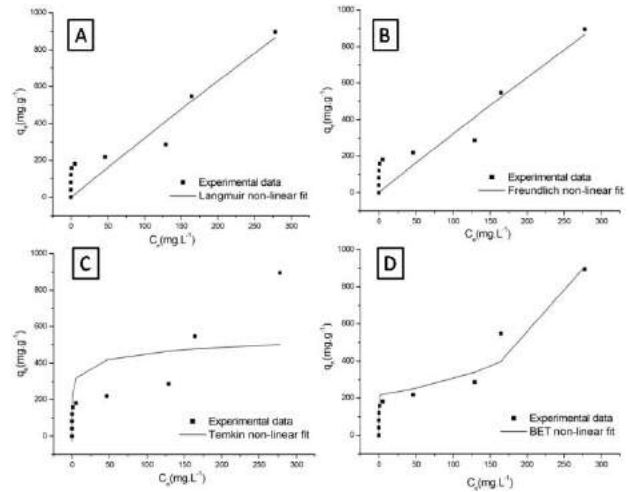 A
1000
800
600
400
200
0
qe(mg.g-1)
Experimental data
Langmuir non-linear fit
0 50 100 150 200 250 300
Ce(mg.L-1)
B
1000
800
600
400
200
0
qe(mg.g-1)
Experimental data
Freundlich non-linear fit
0 50 100 150 200 250 300
Ce(mg.L-1)
C
1000
800
600
400
200
0
qe(mg.g-1)
Experimental data
Temkin non-linear fit
0 50 100 150 200 250 300
Ce(mg.L-1)
D
1000
800
600
400
200
0
qe(mg.g-1)
Experimental data
BET non-linear fit
0 50 100 150 200 250 300
Ce(mg.L-1)